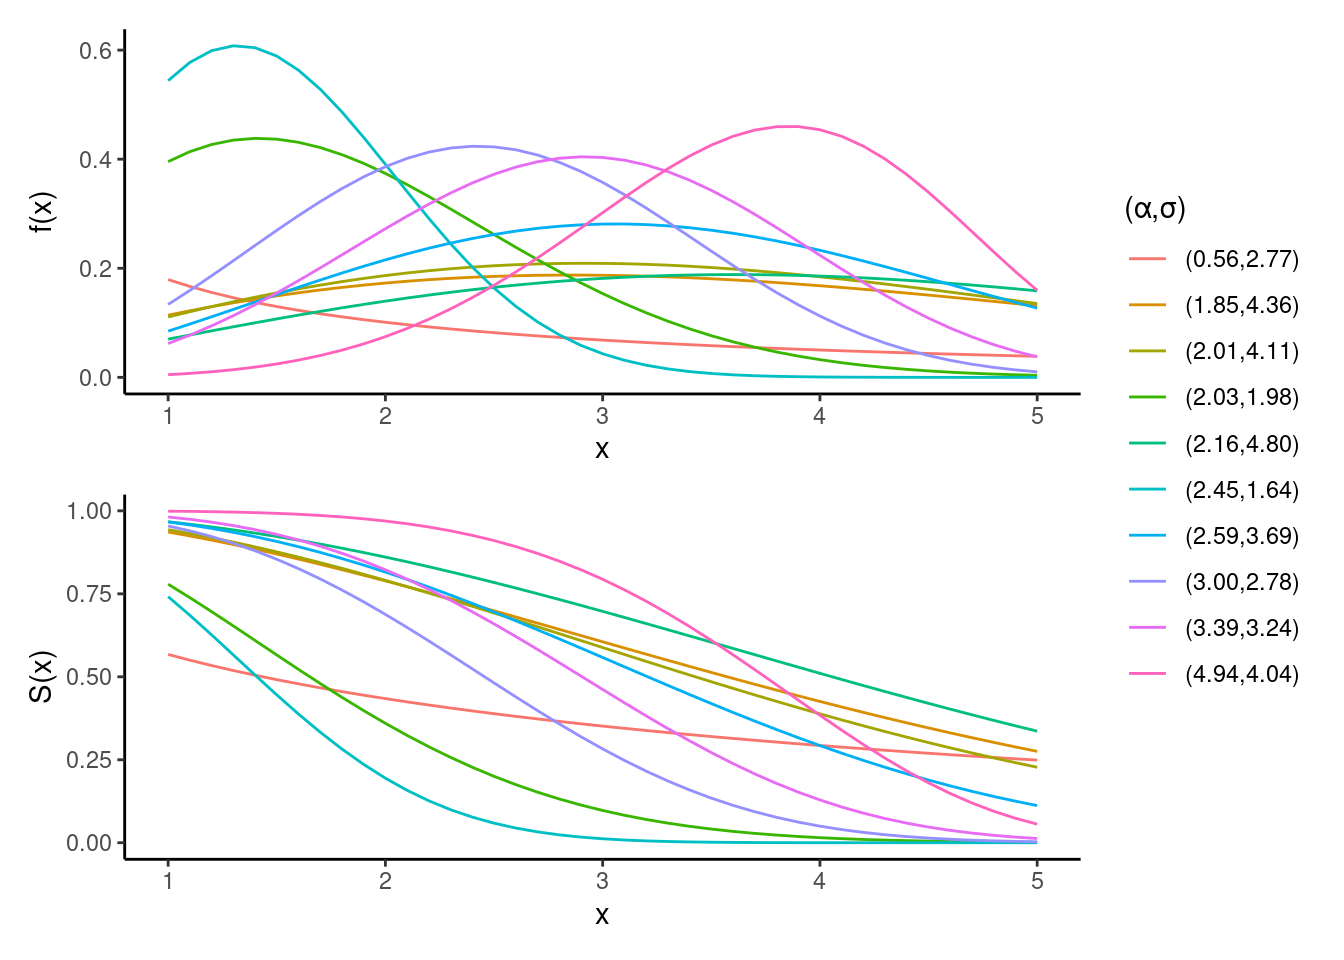 0.6
0.4
0.2
0.0
f(x)
1 2 3 4 5
x
1.00
0.75
0.50
0.25
0.00
S(x)
1 2 3 4 5
x
(α,σ)
(0.56,2.77)
(1.85,4.36)
(2.01,4.11)
(2.03,1.98)
(2.16,4.80)
(2.45,1.64)
(2.59,3.69)
(3.00,2.78)
(3.39,3.24)
(4.94,4.04)